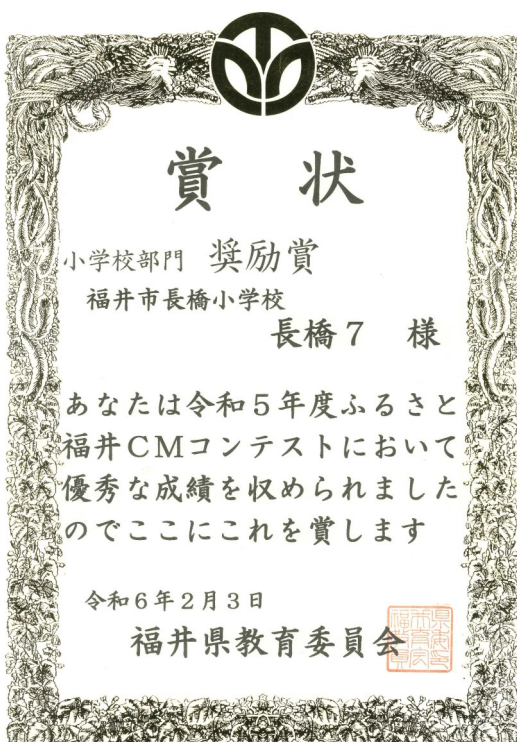 賞状
小学校部門 奨励賞
福井市長橋小学校
長橋7 様
あなたは令和5年度ふるさと
福井CMコンテストにおいて
優秀な成績を収められました
のでここにこれを賞します
令和6年2月3日
福井県教育委員会